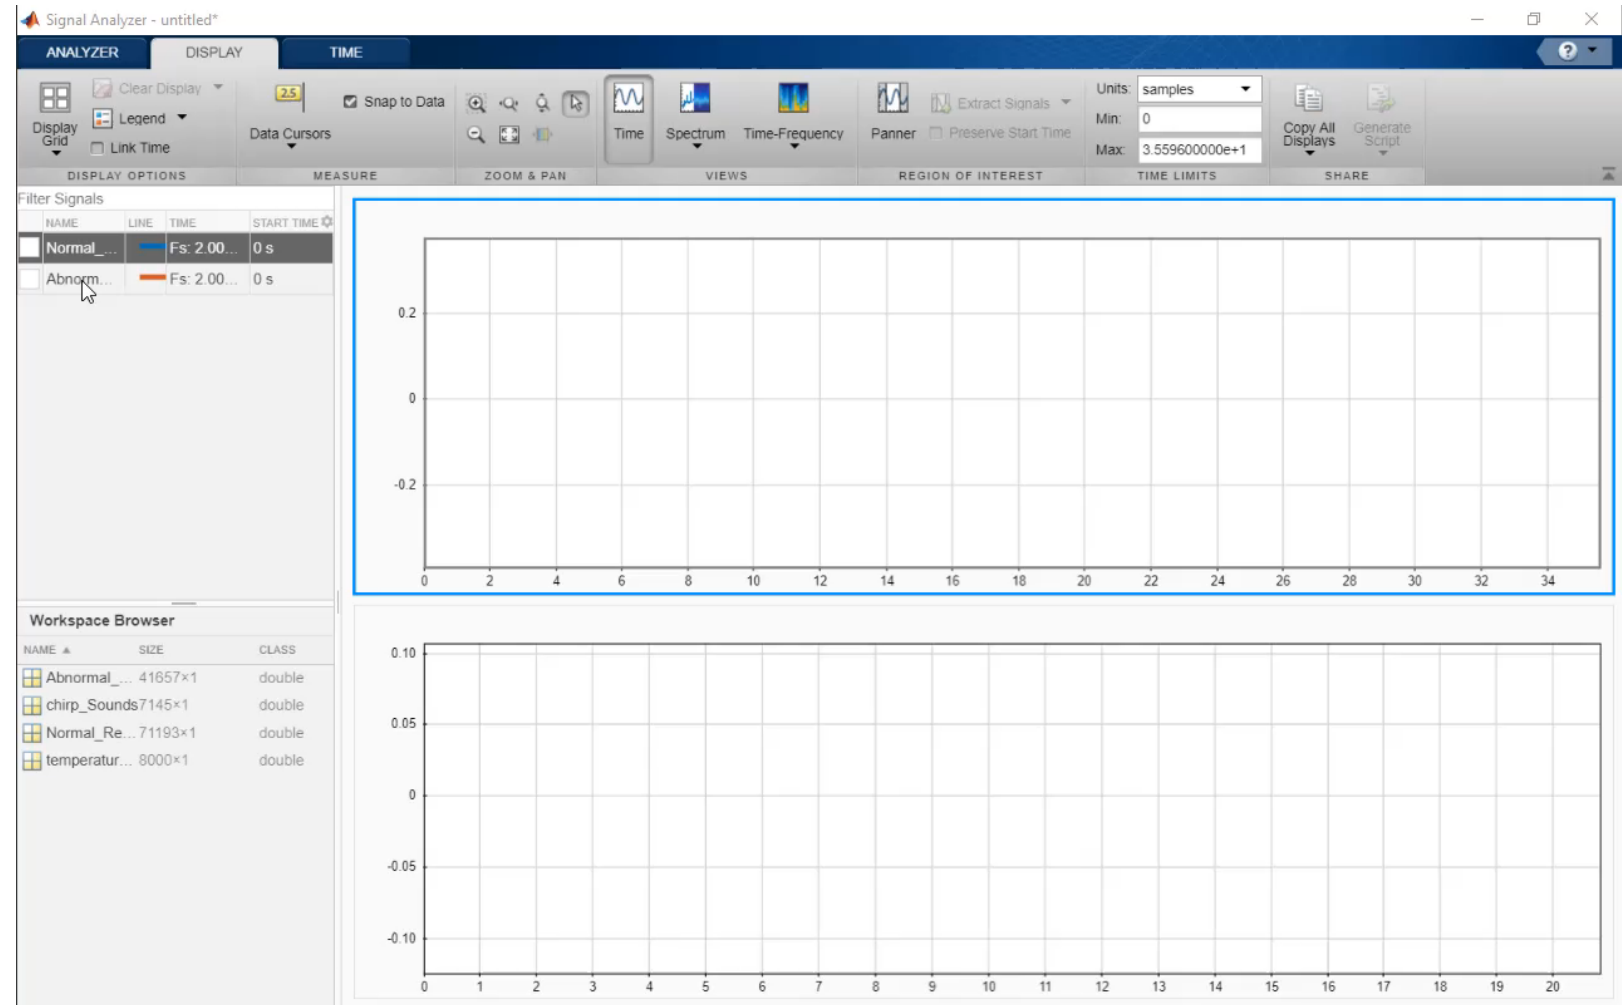 Signal Analyzer - untitled*
ANALYZER DISPLAY TIME ?
Display Grid
Clear Display
Legend
Link Time
2.5
Data Cursors
Snap to Data
Time
Spectrum
Time-Frequency
Panner
Extract Signals
Preserve Start Time
Units: samples
Min: 0
Max: 3.559600000e+1
Copy All Displays
Generate Script
DISPLAY OPTIONS MEASURE ZOOM & PAN VIEWS REGION OF INTEREST TIME LIMITS SHARE
Filter Signals
NAME LINE TIME START TIME
Normal_... Fs: 2.00... 0 s
Abnorm... Fs: 2.00... 0 s
0.2
0
-0.2
0 2 4 6 8 10 12 14 16 18 20 22 24 26 28 30 32 34
Workspace Browser
NAME SIZE CLASS
Abnormal_... 41657×1 double
chirp_Sounds 7145×1 double
Normal_Re... 71193×1 double
temperatur... 8000×1 double
0.10
0.05
0
-0.05
-0.10
0 1 2 3 4 5 6 7 8 9 10 11 12 13 14 15 16 17 18 19 20